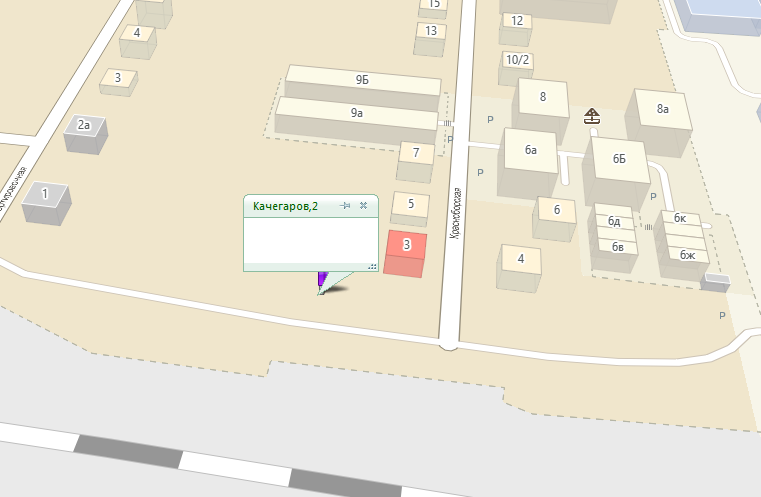 15
4
12
13
3
10/2
9Б
8
8а
9а
2а
P
P
7
6а
6Б
P
1
P
5
6
6д
6к
Качегаров,2
Красноборская
3
6в
6ж
4
P